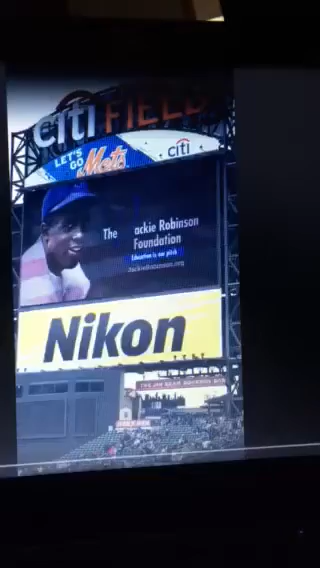 citi FIELD
LET'S GO Mets
citi
The ackie Robinson
Foundation
Education is our pitch
Nikon